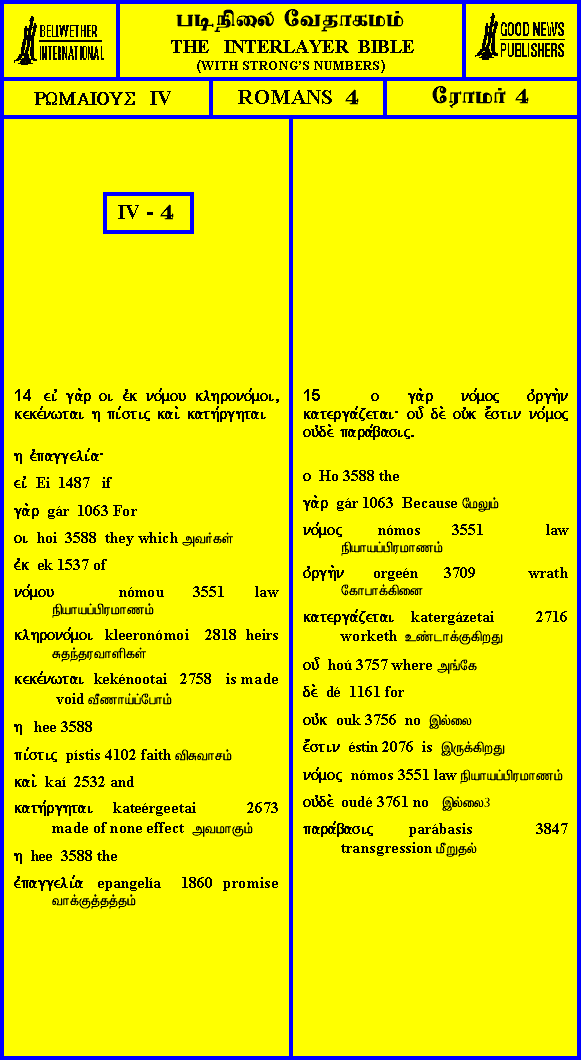 BELLWETHER
INTERNATIONAL
படிநிலை வேதாகமம்
THE INTERLAYER BIBLE
(WITH STRONG'S NUMBERS)
GOOD NEWS
PUBLISHERS
ΡΩΜΑΙΟΥΣ IV
ROMANS 4
ரோமர் 4
IV - 4
14 εἰ γὰρ οι ἐκ νόμου κληρονόμοι,
κεκένωται η πίστις καὶ κατήργηται
η ἐπαγγελία·
εἰ Ei 1487 if
γὰρ gár 1063 For
οι hoi 3588 they which அவர்கள்
ἐκ ek 1537 of
νόμου nómou 3551 law
நியாயப்பிரமாணம்
κληρονόμοι kleeronómoi 2818 heirs
சுதந்தரவாளிகள்
κεκένωται kekénootai 2758 is made
void வீணாய்ப்போம்
η hee 3588
πίστις pístis 4102 faith விசுவாசம்
καὶ kaí 2532 and
κατήργηται kateérgeetai 2673
made of none effect அவமாகும்
η hee 3588 the
ἐπαγγελία epangelía 1860 promise
வாக்குத்தத்தம்
15 ο γὰρ νόμος ὀργὴν
κατεργάζεται· οὗ δὲ οὐκ ἔστιν νόμος
οὐδὲ παράβασις.
ο Ho 3588 the
γὰρ gár 1063 Because மேலும்
νόμος nómos 3551 law
நியாயப்பிரமாணம்
ὀργὴν orgeén 3709 wrath
கோபாக்கினை
κατεργάζεται katergázetai 2716
worketh உண்டாக்குகிறது
οὗ hoú 3757 where அங்கே
δὲ dé 1161 for
οὐκ ouk 3756 no இல்லை
ἔστιν éstin 2076 is இருக்கிறது
νόμος nómos 3551 law நியாயப்பிரமாணம்
οὐδὲ oudé 3761 no இல்லை3
παράβασις parábasis 3847
transgression மீறுதல்